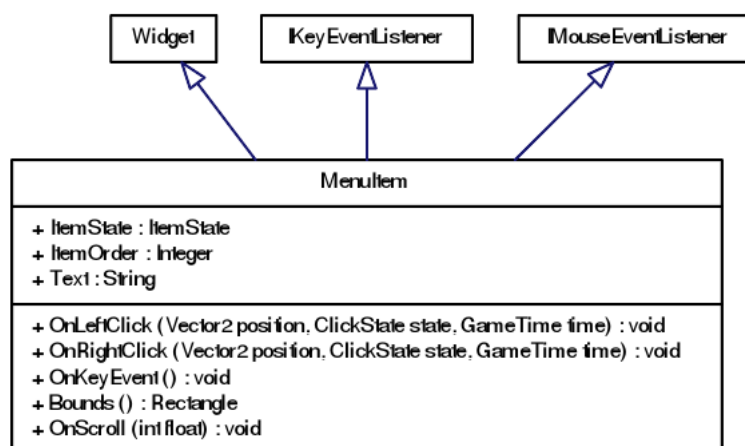 Widget
IKeyEventListener
IMouseEventListener
MenuItem
+ ItemState : ItemState
+ ItemOrder : Integer
+ Text : String
+ OnLeftClick (Vector2 position, ClickState state, GameTime time) : void
+ OnRightClick (Vector2 position, ClickState state, GameTime time) : void
+ OnKeyEvent () : void
+ Bounds () : Rectangle
+ OnScroll (int float) : void